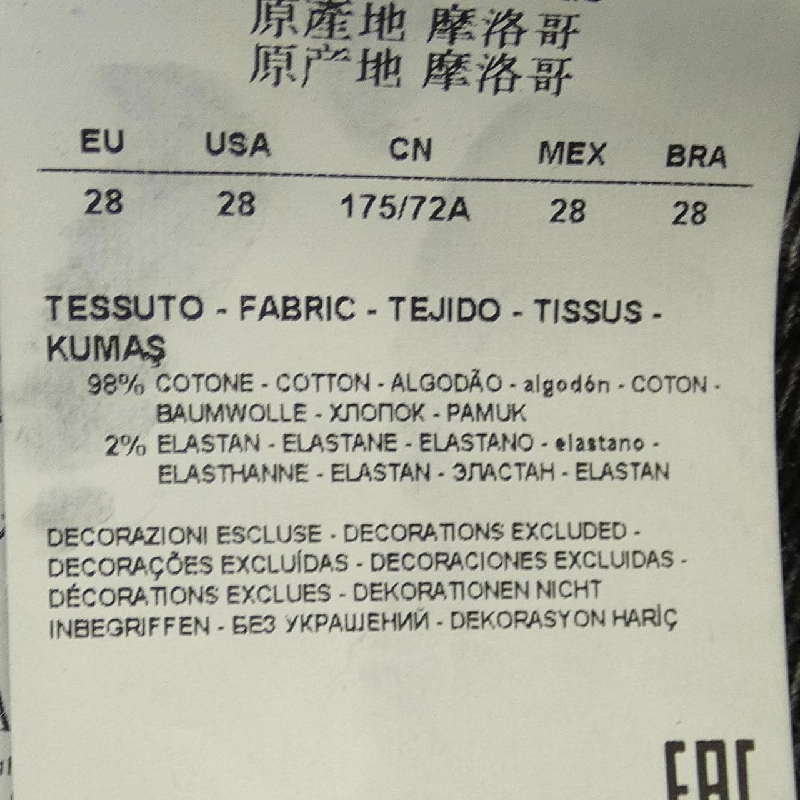 原產地 摩洛哥
原产地 摩洛哥
EU USA CN MEX BRA
28 28 175/72A 28 28
TESSUTO - FABRIC - TEJIDO - TISSUS -
KUMAŞ
98% COTONE - COTTON - ALGODÃO - algodón - COTON -
BAUMWOLLE - ХЛОПОК - PAMUK
2% ELASTAN - ELASTANE - ELASTANO - elastano -
ELASTHANNE - ELASTAN - ЭЛАСТАН - ELASTAN
DECORAZIONI ESCLUSE - DECORATIONS EXCLUDED -
DECORAÇÕES EXCLUÍDAS - DECORACIONES EXCLUIDAS -
DÉCORATIONS EXCLUES - DEKORATIONEN NICHT
INBEGRIFFEN - БЕЗ УКРАШЕНИЙ - DEKORASYON HARİÇ
EAC